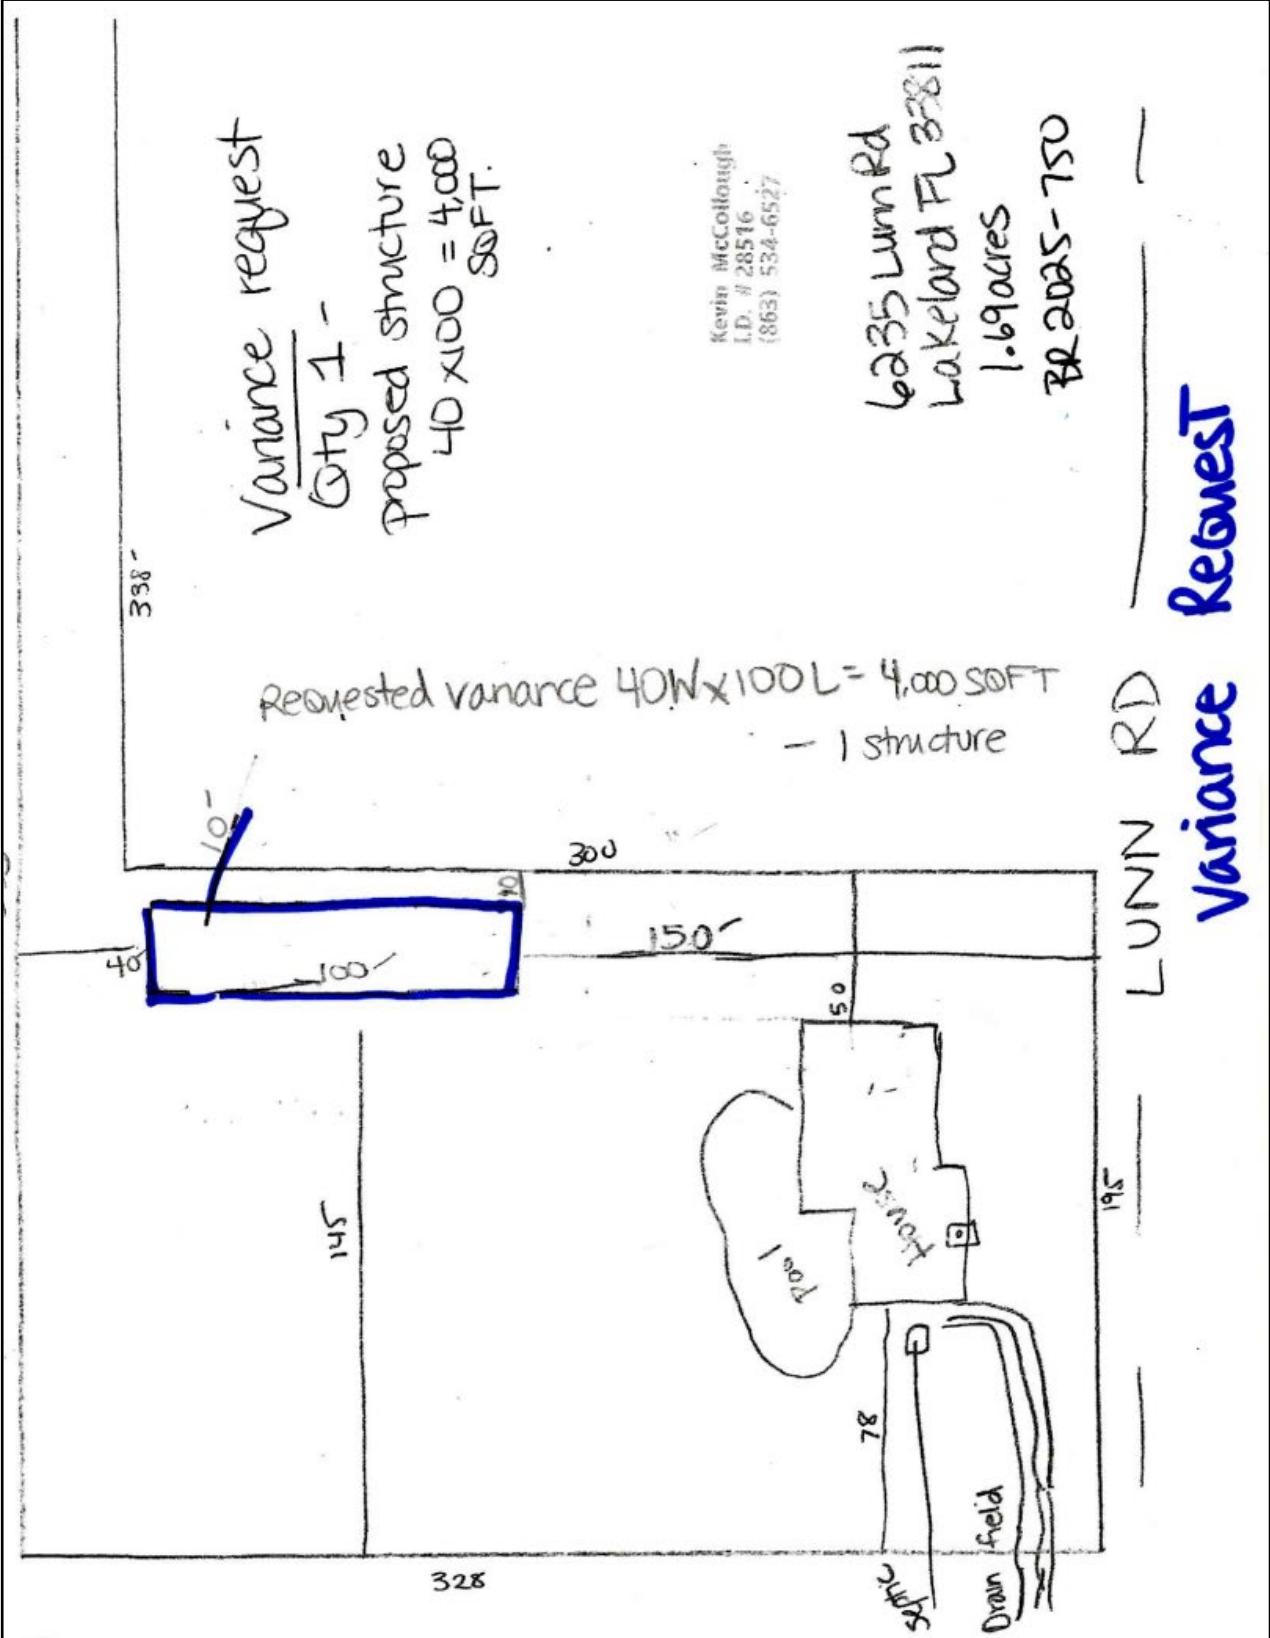 Variance request
Qty 1 -
proposed structure
40 x100 = 4,000
SQFT.
338-
Requested variance 40W x 100L = 4,000 SQFT
- 1 structure
Kevin McCollough
I.D. # 28516
(863) 534-6527
6235 Lunn Rd
Lakeland FL 33811
1.69 acres
BR 2025-750
10-
40
100
300
150
50
145
Pool
House
78
septic
Drain field
328
195
LUNN RD
Variance Request